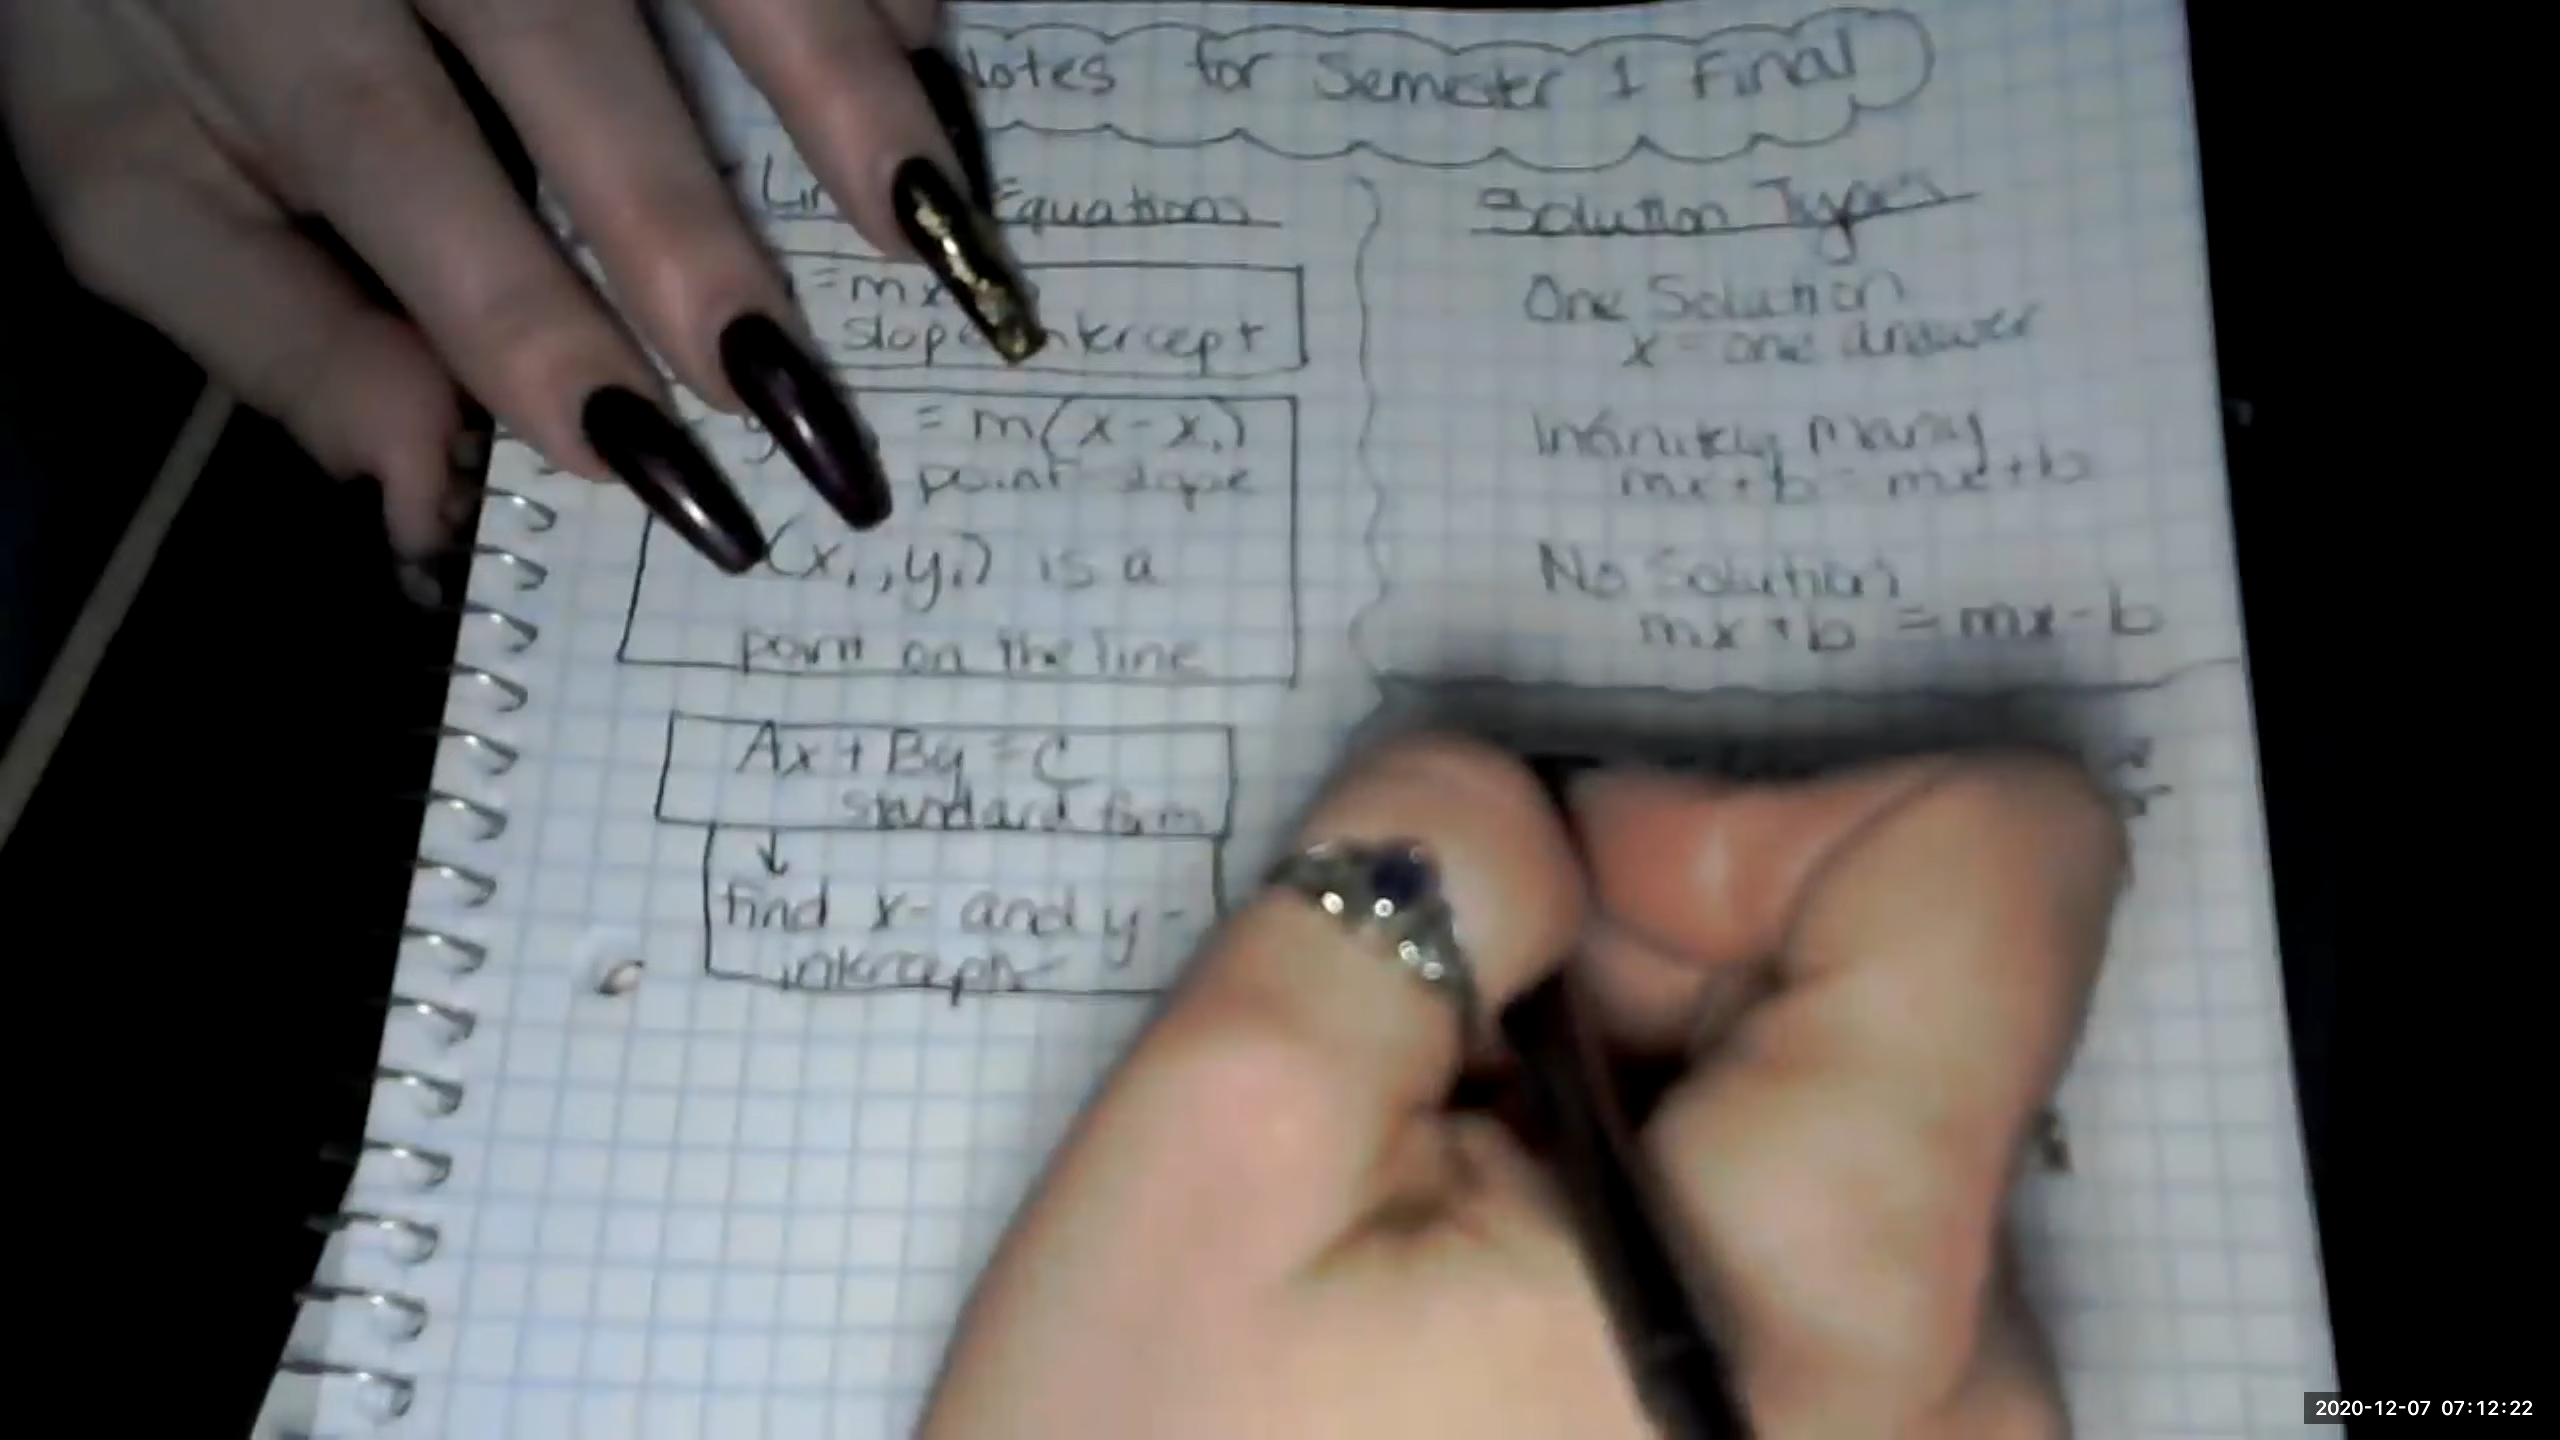 Notes for Semester 1 Final
Equations
= mx
slope intercept
= m(x - x₁)
point slope
(x₁, y₁) is a
point on the line
Ax + By = C
standard form
↓
find x- and y-
intercepts
Solution Types
One Solution
x = one answer
Infinitely Many
mx + b = mx + b
No Solution
mx + b = mx - b
2020-12-07 07:12:22